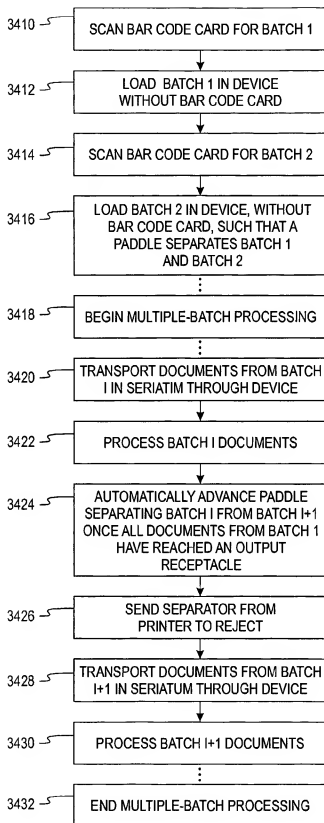 3410
SCAN BAR CODE CARD FOR BATCH 1
3412
LOAD BATCH 1 IN DEVICE
WITHOUT BAR CODE CARD
3414
SCAN BAR CODE CARD FOR BATCH 2
3416
LOAD BATCH 2 IN DEVICE, WITHOUT
BAR CODE CARD, SUCH THAT A
PADDLE SEPARATES BATCH 1
AND BATCH 2
3418
BEGIN MULTIPLE-BATCH PROCESSING
3420
TRANSPORT DOCUMENTS FROM BATCH
I IN SERIATIM THROUGH DEVICE
3422
PROCESS BATCH I DOCUMENTS
3424
AUTOMATICALLY ADVANCE PADDLE
SEPARATING BATCH I FROM BATCH I+1
ONCE ALL DOCUMENTS FROM BATCH 1
HAVE REACHED AN OUTPUT
RECEPTACLE
3426
SEND SEPARATOR FROM
PRINTER TO REJECT
3428
TRANSPORT DOCUMENTS FROM BATCH
I+1 IN SERIATUM THROUGH DEVICE
3430
PROCESS BATCH I+1 DOCUMENTS
3432
END MULTIPLE-BATCH PROCESSING